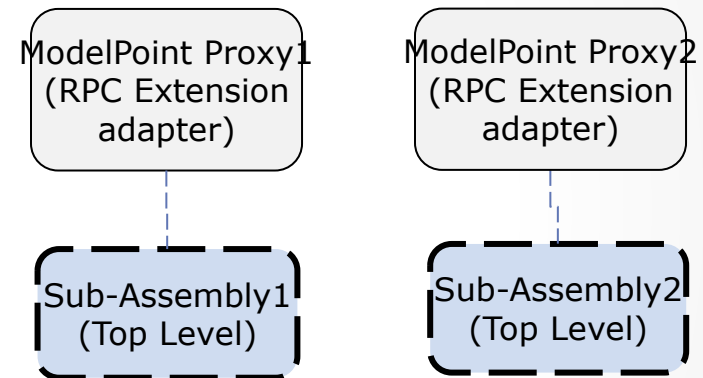 ModelPoint Proxy1
(RPC Extension
adapter)
ModelPoint Proxy2
(RPC Extension
adapter)
Sub-Assembly1
(Top Level)
Sub-Assembly2
(Top Level)